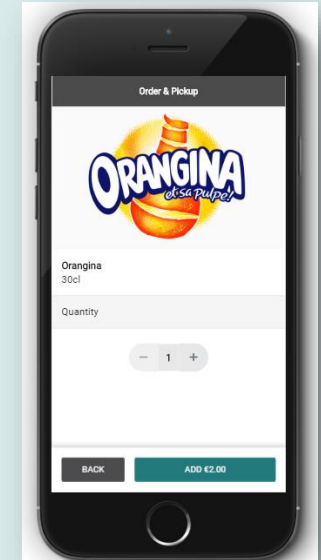 Order & Pickup
ORANGINA
et sa pulpe!
Orangina
30cl
Quantity
− 1 +
BACK
ADD €2.00